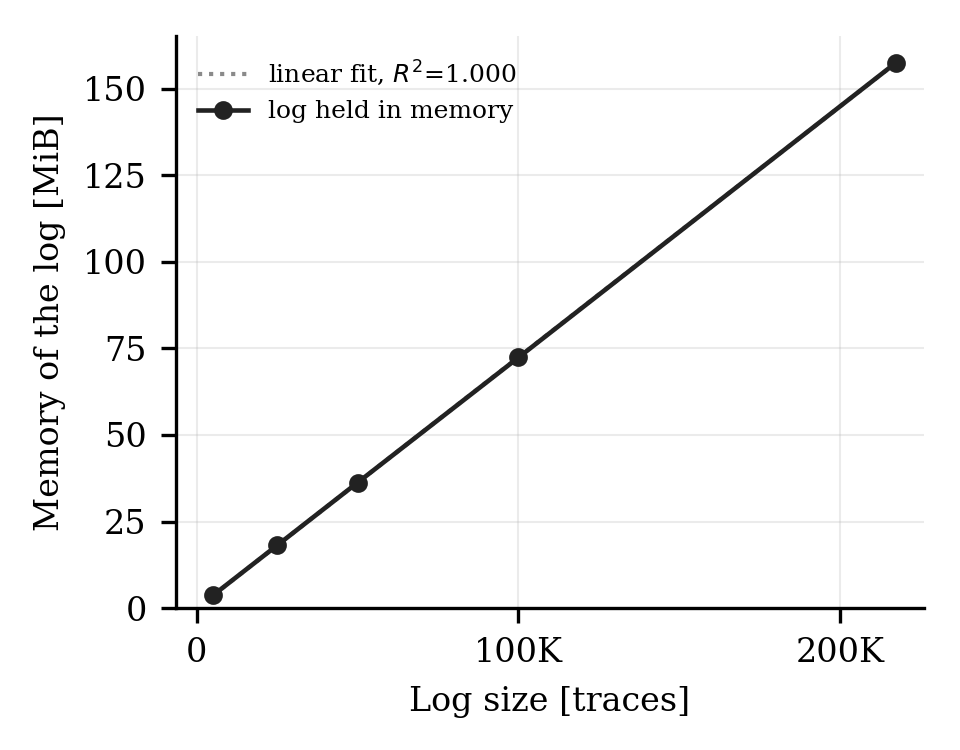 linear fit, R²=1.000
log held in memory
Memory of the log [MiB]
150
125
100
75
50
25
0
0
100K
200K
Log size [traces]